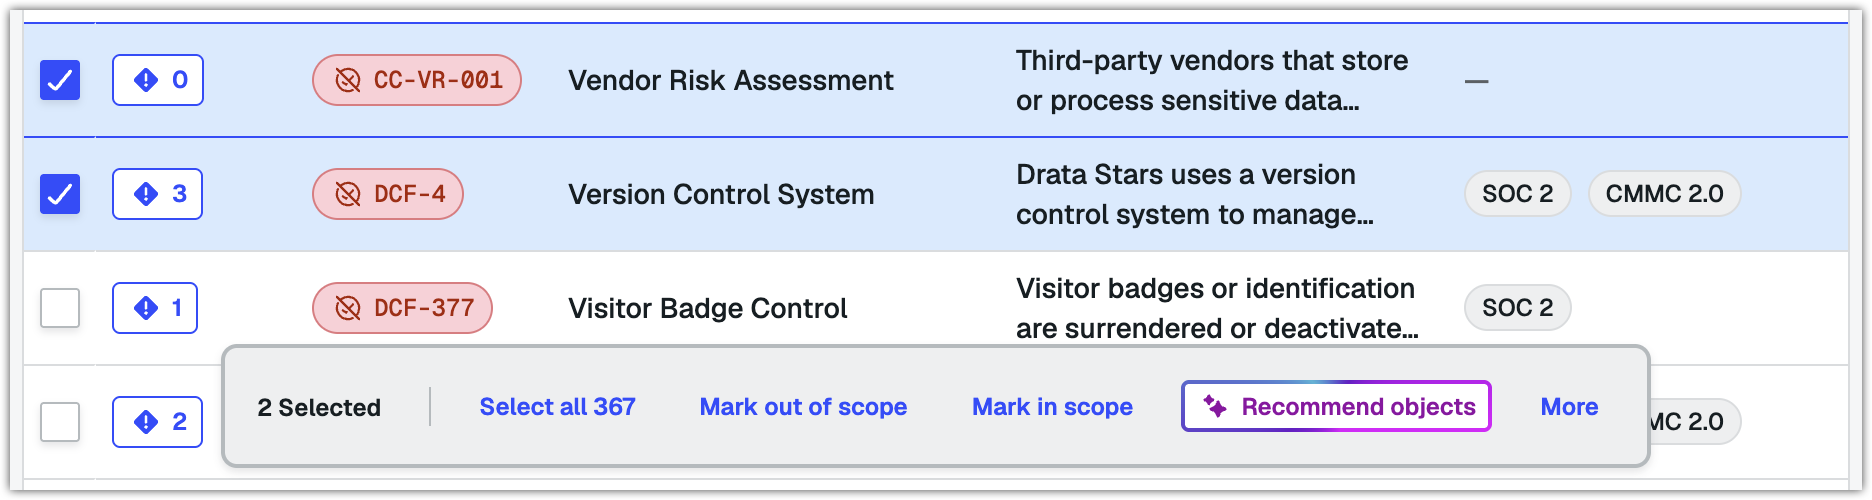 0 CC-VR-001 Vendor Risk Assessment Third-party vendors that store
or process sensitive data... —
3 DCF-4 Version Control System Drata Stars uses a version
control system to manage... SOC 2 CMMC 2.0
1 DCF-377 Visitor Badge Control Visitor badges or identification
are surrendered or deactivate... SOC 2
2 MC 2.0
2 Selected Select all 367 Mark out of scope Mark in scope Recommend objects More